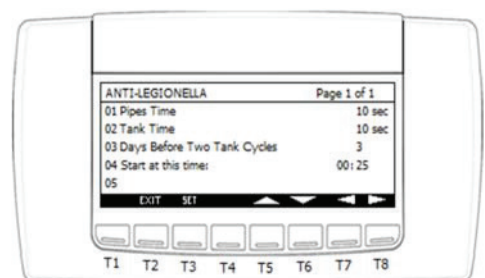 ANTI-LEGIONELLA Page 1 of 1
01 Pipes Time 10 sec
02 Tank Time 10 sec
03 Days Before Two Tank Cycles 3
04 Start at this time: 00:25
05
EXIT SET
T1 T2 T3 T4 T5 T6 T7 T8